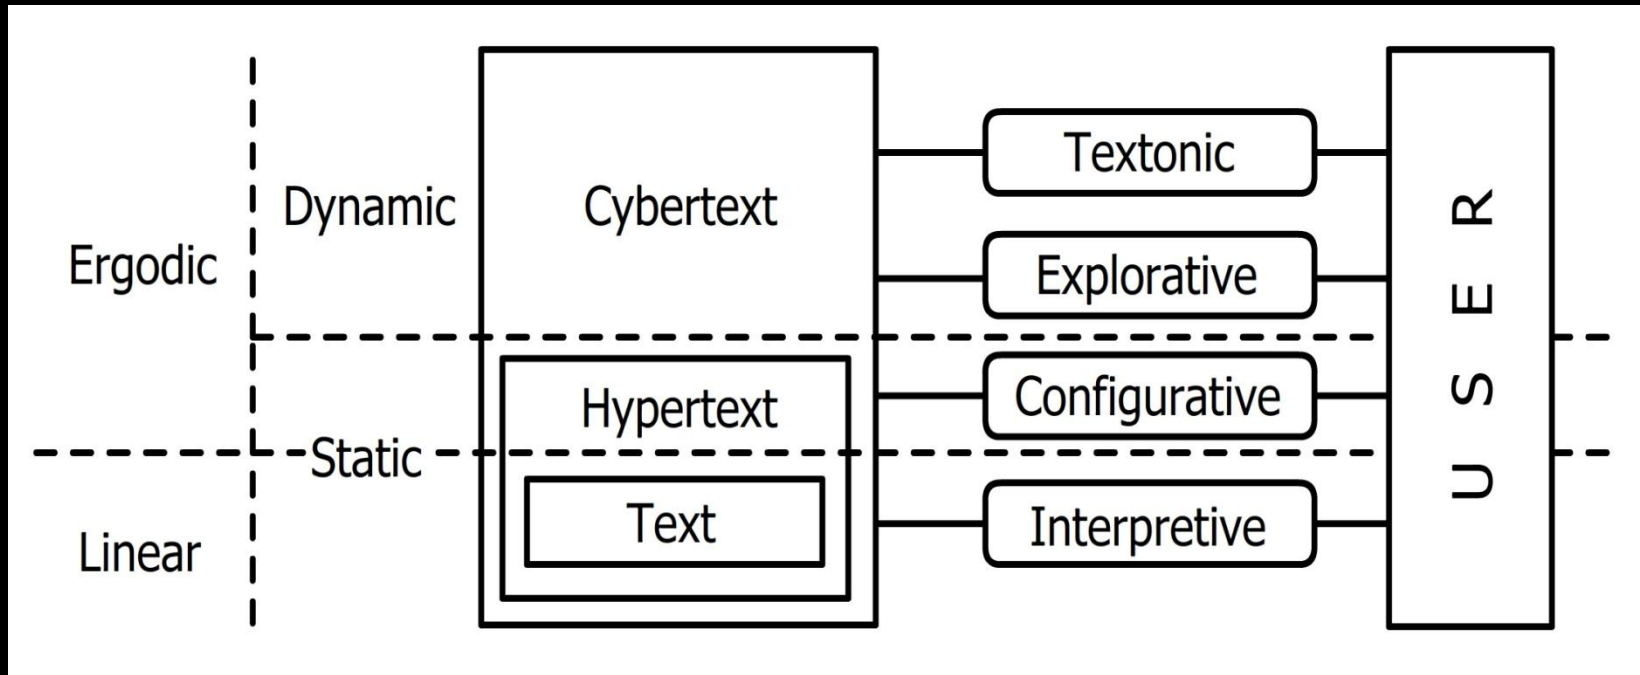 Ergodic
Linear
Dynamic
Static
Cybertext
Hypertext
Text
Textonic
Explorative
Configurative
Interpretive
USER